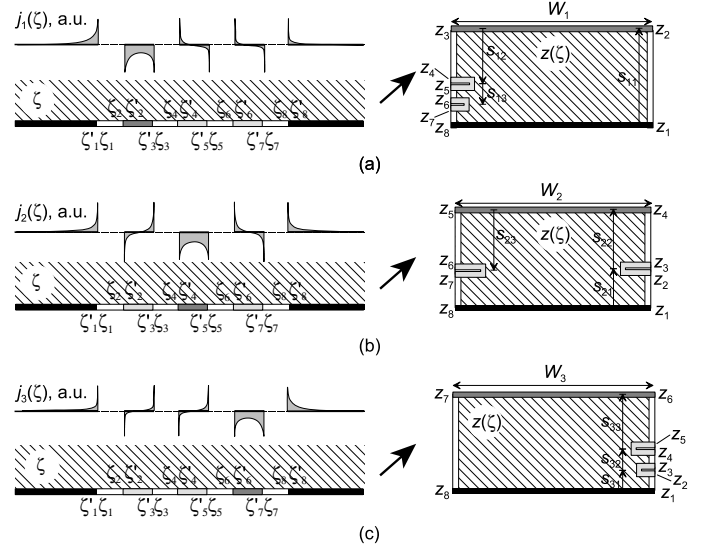 j₁(ζ), a.u.
ζ
ζ₂ ζ'₂ ζ₄ ζ'₄ ζ₆ ζ'₆ ζ₈ ζ'₈
ζ'₁ ζ₁ ζ'₃ ζ₃ ζ'₅ ζ₅ ζ'₇ ζ₇
W₁
z₃ z₂
s₁₂ z(ζ) s₁₁
z₄
z₅
z₆ s₁₃
z₇
z₈ z₁
(a)
j₂(ζ), a.u.
ζ
ζ₂ ζ'₂ ζ₄ ζ'₄ ζ₆ ζ'₆ ζ₈ ζ'₈
ζ'₁ ζ₁ ζ'₃ ζ₃ ζ'₅ ζ₅ ζ'₇ ζ₇
W₂
z₅ z₄
s₂₃ z(ζ) s₂₂
z₆ z₃
z₇ s₂₁ z₂
z₈ z₁
(b)
j₃(ζ), a.u.
ζ
ζ₂ ζ'₂ ζ₄ ζ'₄ ζ₆ ζ'₆ ζ₈ ζ'₈
ζ'₁ ζ₁ ζ'₃ ζ₃ ζ'₅ ζ₅ ζ'₇ ζ₇
W₃
z₇ z₆
z(ζ) s₃₃
z₅
z₄
s₃₂ z₃
s₃₁ z₂
z₈ z₁
(c)